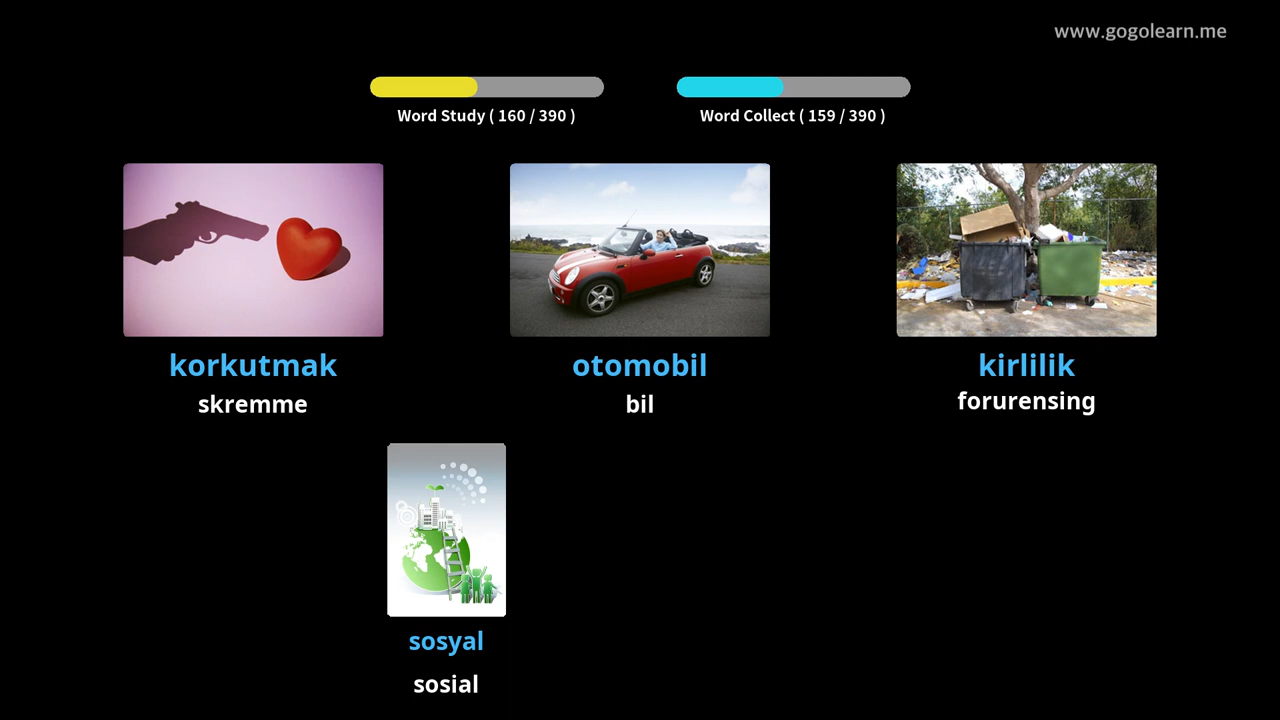 www.gogolearn.me
Word Study ( 160 / 390 )
Word Collect ( 159 / 390 )
korkutmak
skremme
otomobil
bil
kirlilik
forurensing
sosyal
sosial